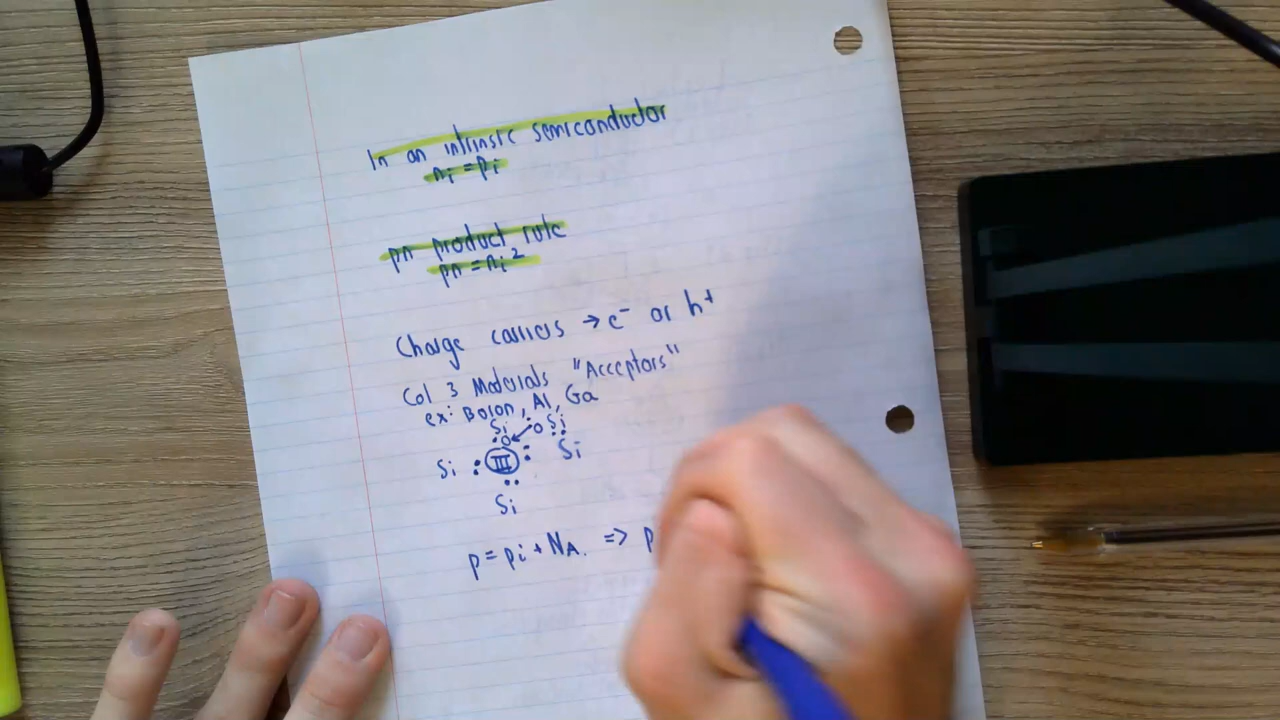 In an intrinsic semiconductor
ni = pi
pn product rule
pn = ni²
Charge carriers → e⁻ or h⁺
Col 3 Materials "Acceptors"
ex: Boron, Al, Ga
Si Si
Si III Si
Si
p = pi + NA. => p